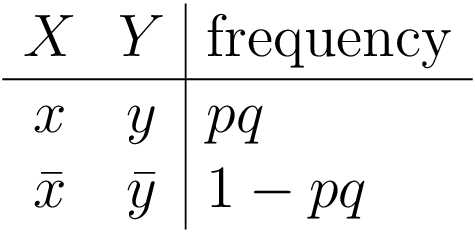 X Y frequency
x y pq
x̄ ȳ 1 − pq